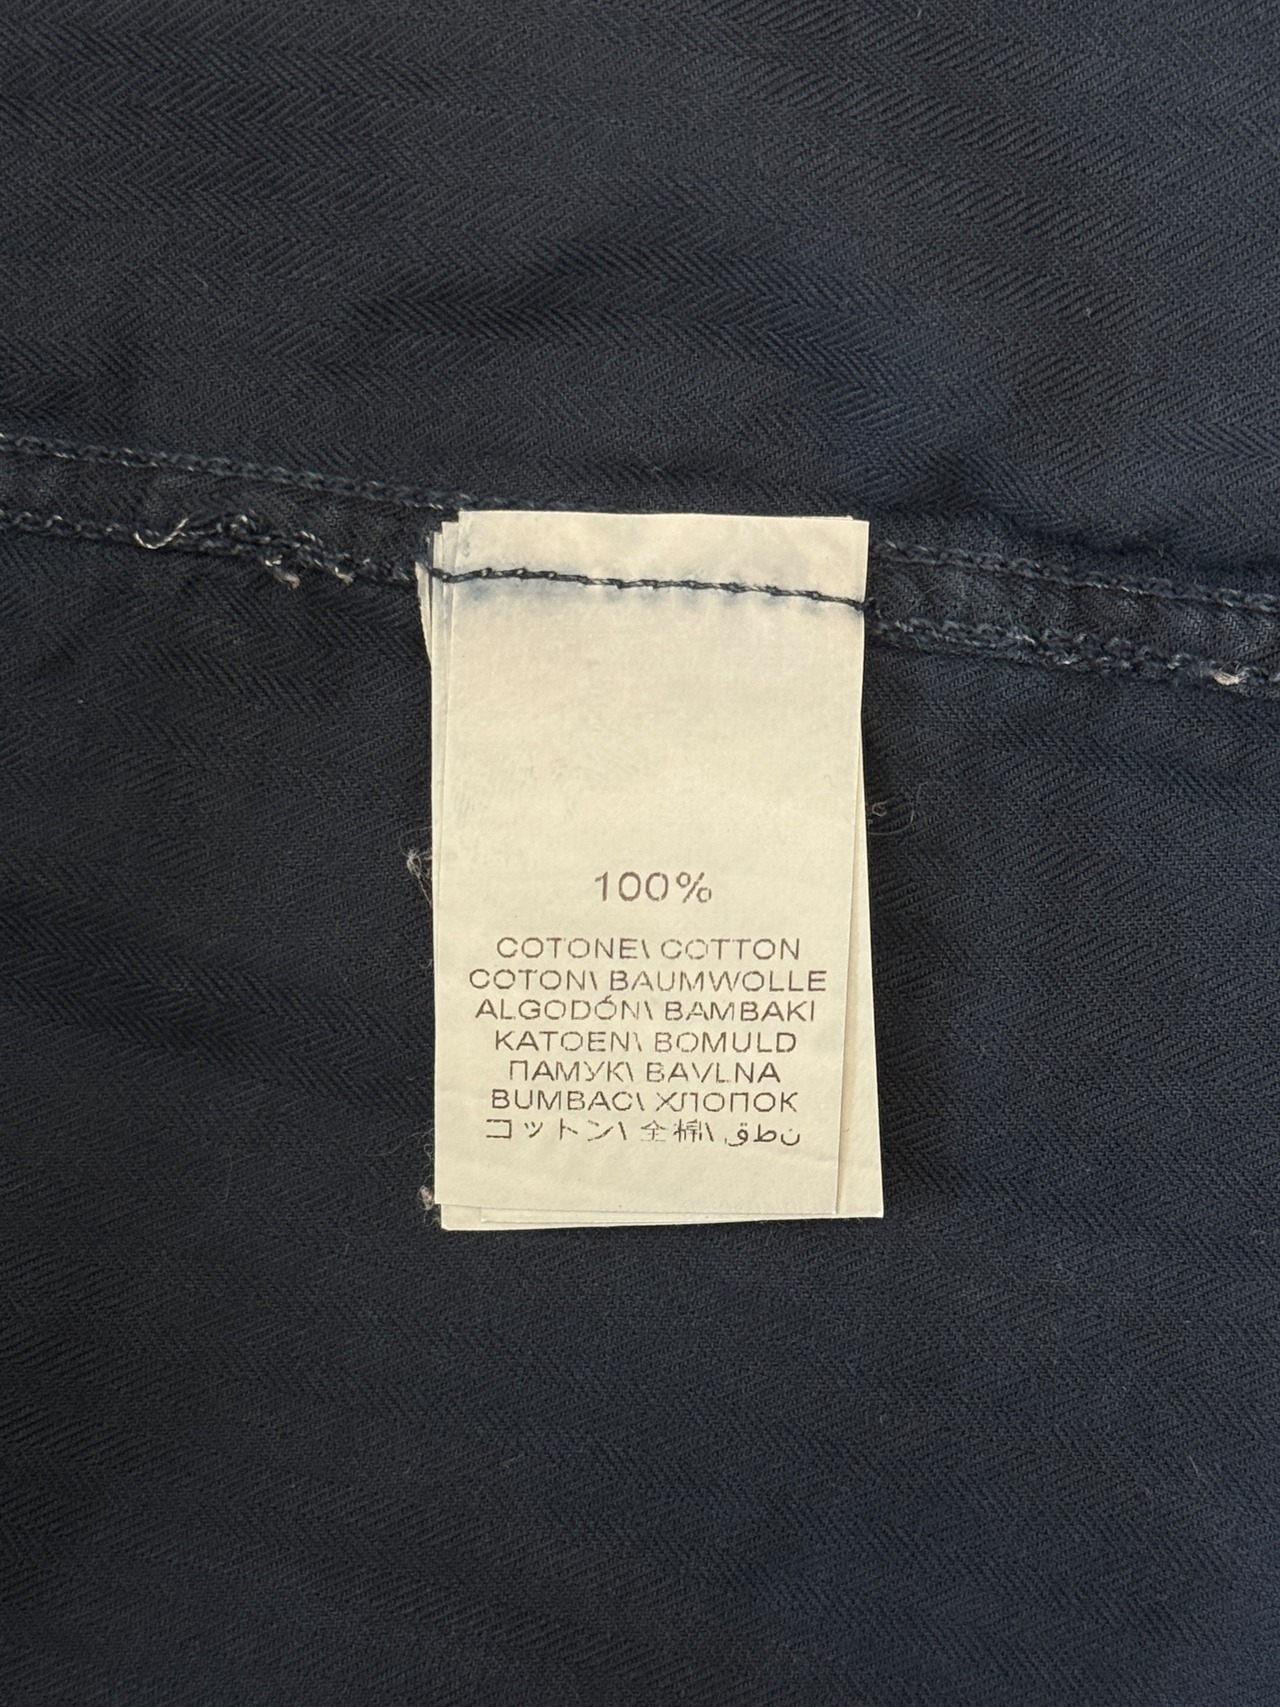 100%
COTONE\ COTTON
COTON\ BAUMWOLLE
ALGODÓN\ BAMBAKI
KATOEN\ BOMULD
ПАМУК\ BAVLNA
BUMBAC\ ХЛОПОК
コットン\ 全棉\ قطن